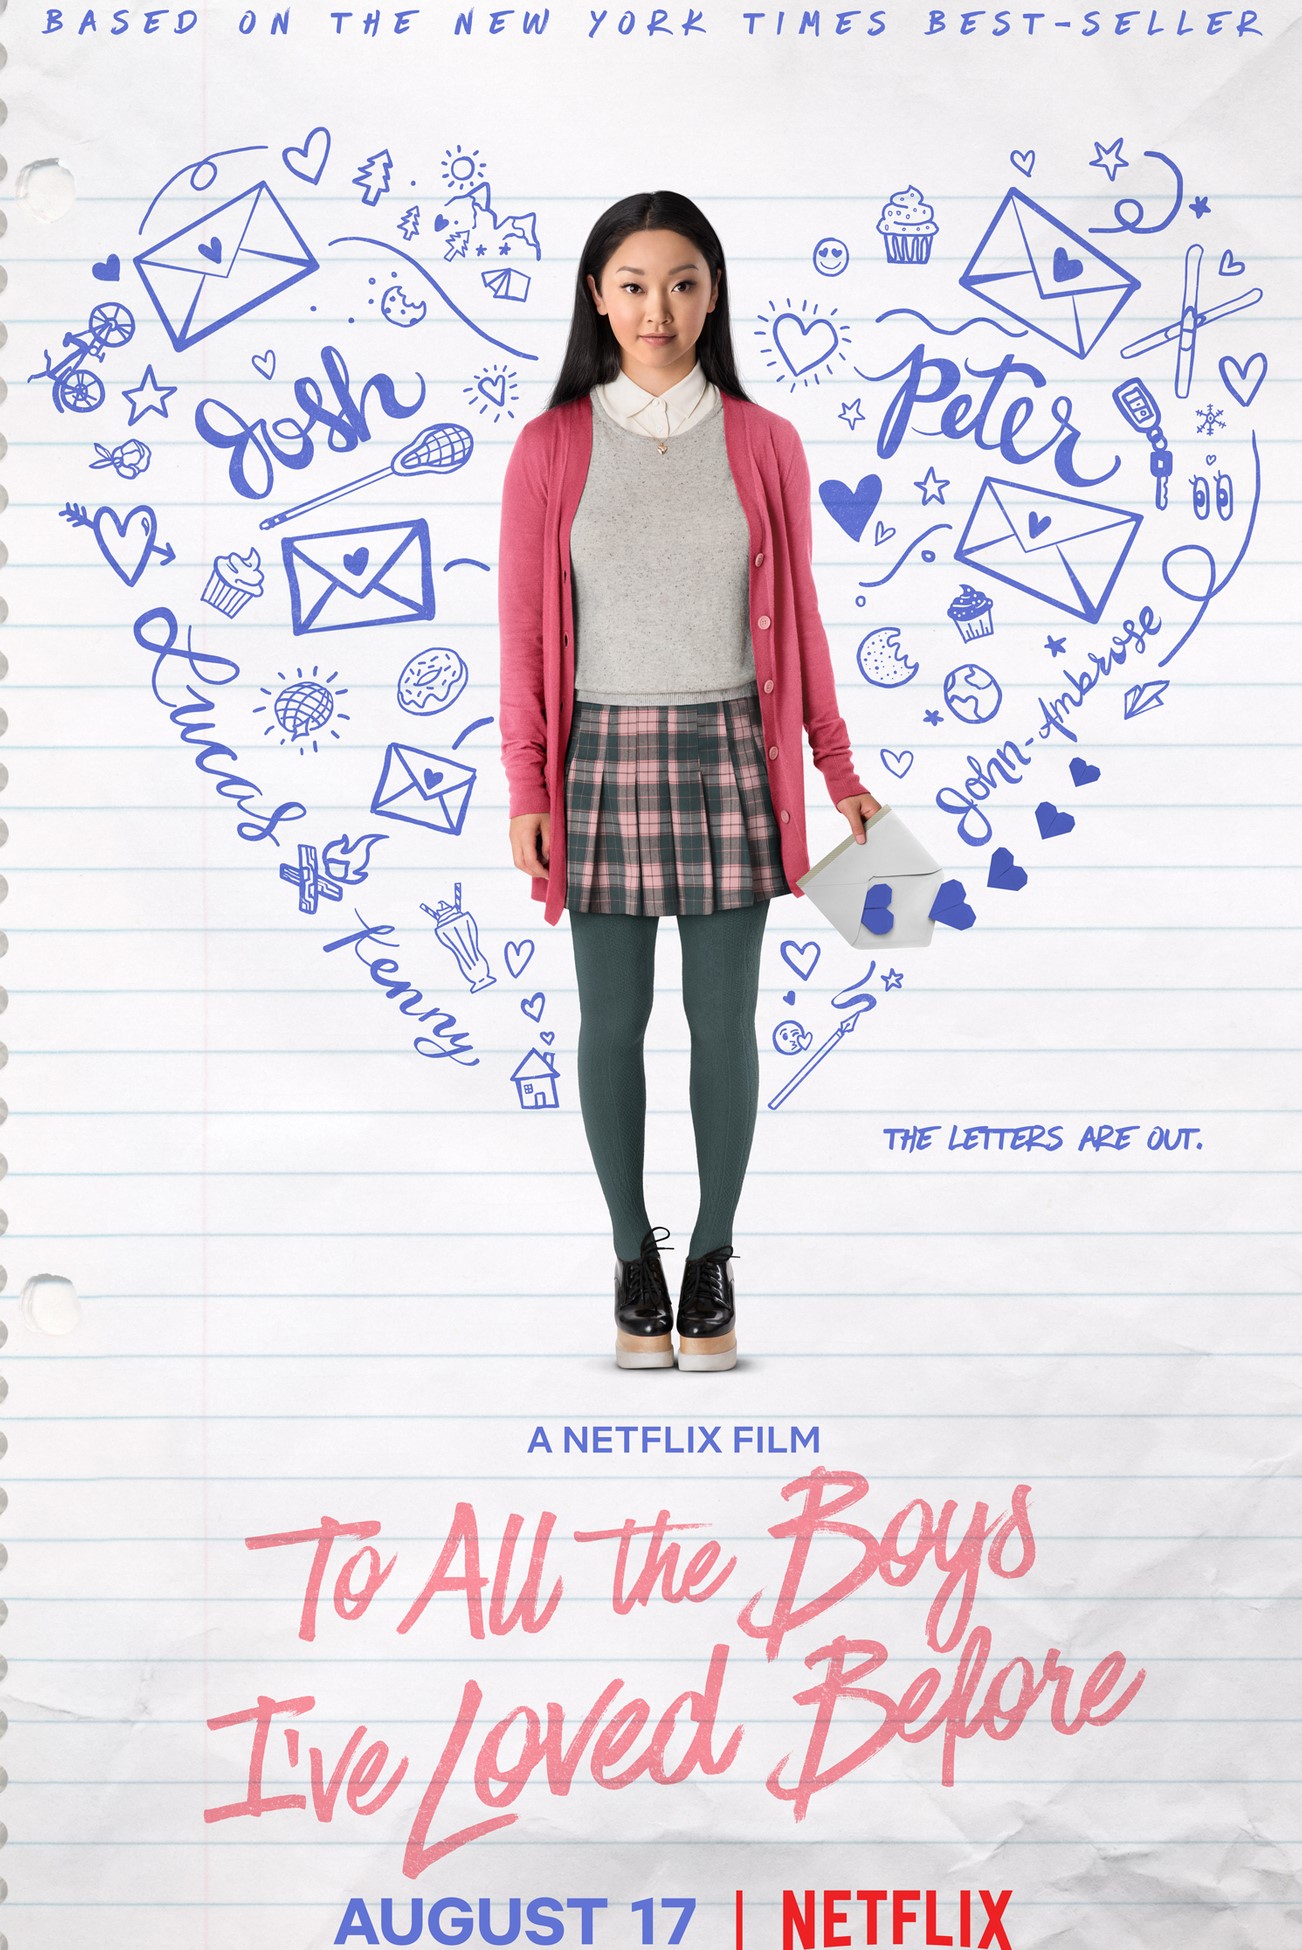 BASED ON THE NEW YORK TIMES BEST-SELLER
Josh
Peter
Lucas
John-Ambrose
Kenny
THE LETTERS ARE OUT.
A NETFLIX FILM
To All the Boys
I've Loved Before
AUGUST 17 | NETFLIX